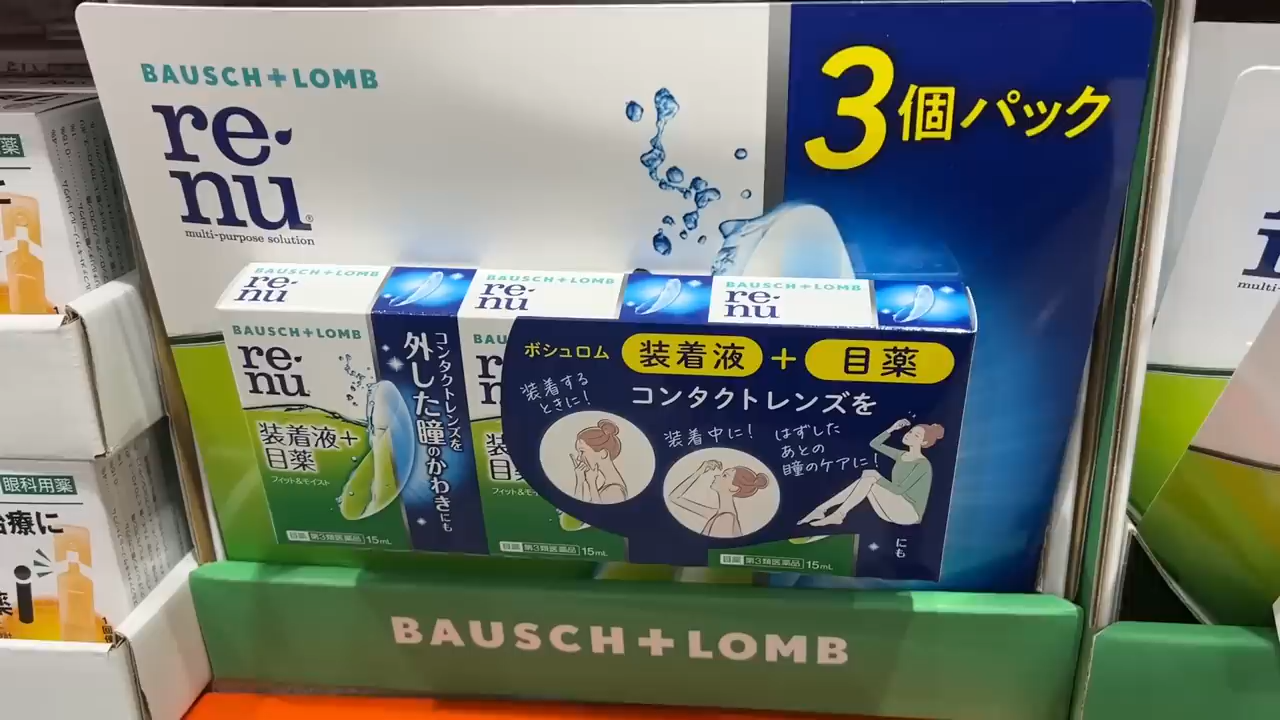 BAUSCH+LOMB
re
nu®
multi-purpose solution
3個パック
BAUSCH+LOMB
re
nu
BAUSCH+LOMB
re
nu
BAUSCH+LOMB
re
nu
BAUSCH+LOMB
re
nu
装着液+
目薬
フィット&モイスト
目薬 第3類医薬品 15mL
コンタクトレンズを
外した瞳のかわきにも
目薬 第3類医薬品 15mL
ボシュロム 装着液 + 目薬
コンタクトレンズを
装着する
ときに!
装着中に!
はずした
あとの
瞳のケアに!
目薬 第3類医薬品 15mL
にも
BAUSCH+LOMB
薬
眼科用薬
治療に
multi-